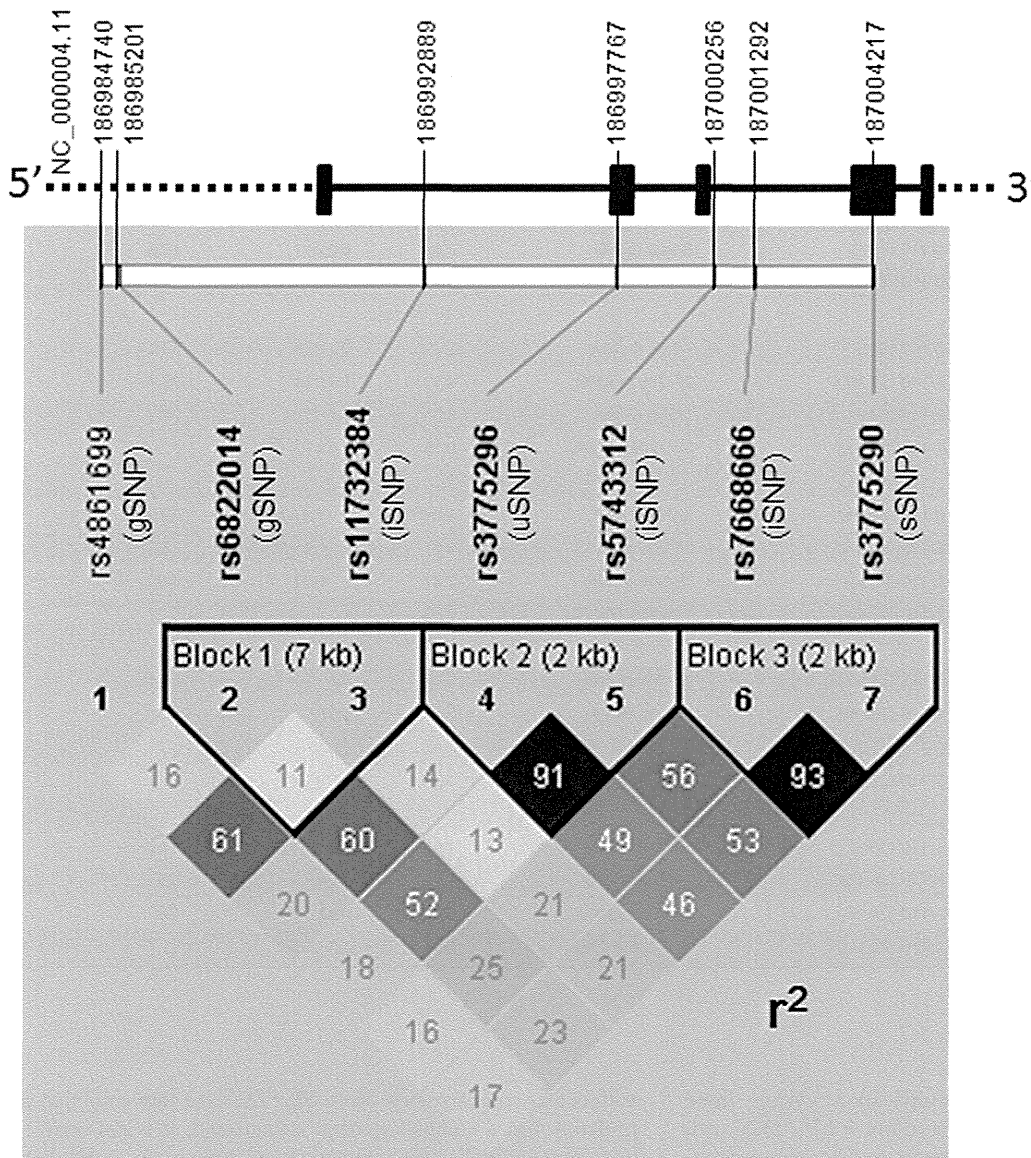 NC_000004.11
186984740
186985201
186992889
186997767
187000256
187001292
187004217
5’
3
rs4861699
(gSNP)
rs6822014
(gSNP)
rs11732384
(iSNP)
rs3775296
(uSNP)
rs5743312
(iSNP)
rs7668666
(iSNP)
rs3775290
(sSNP)
Block 1 (7 kb) Block 2 (2 kb) Block 3 (2 kb)
1 2 3 4 5 6 7
16 11 14 91 56 93
61 60 13 49 53
20 52 21 46
18 25 21
16 23
17
r²